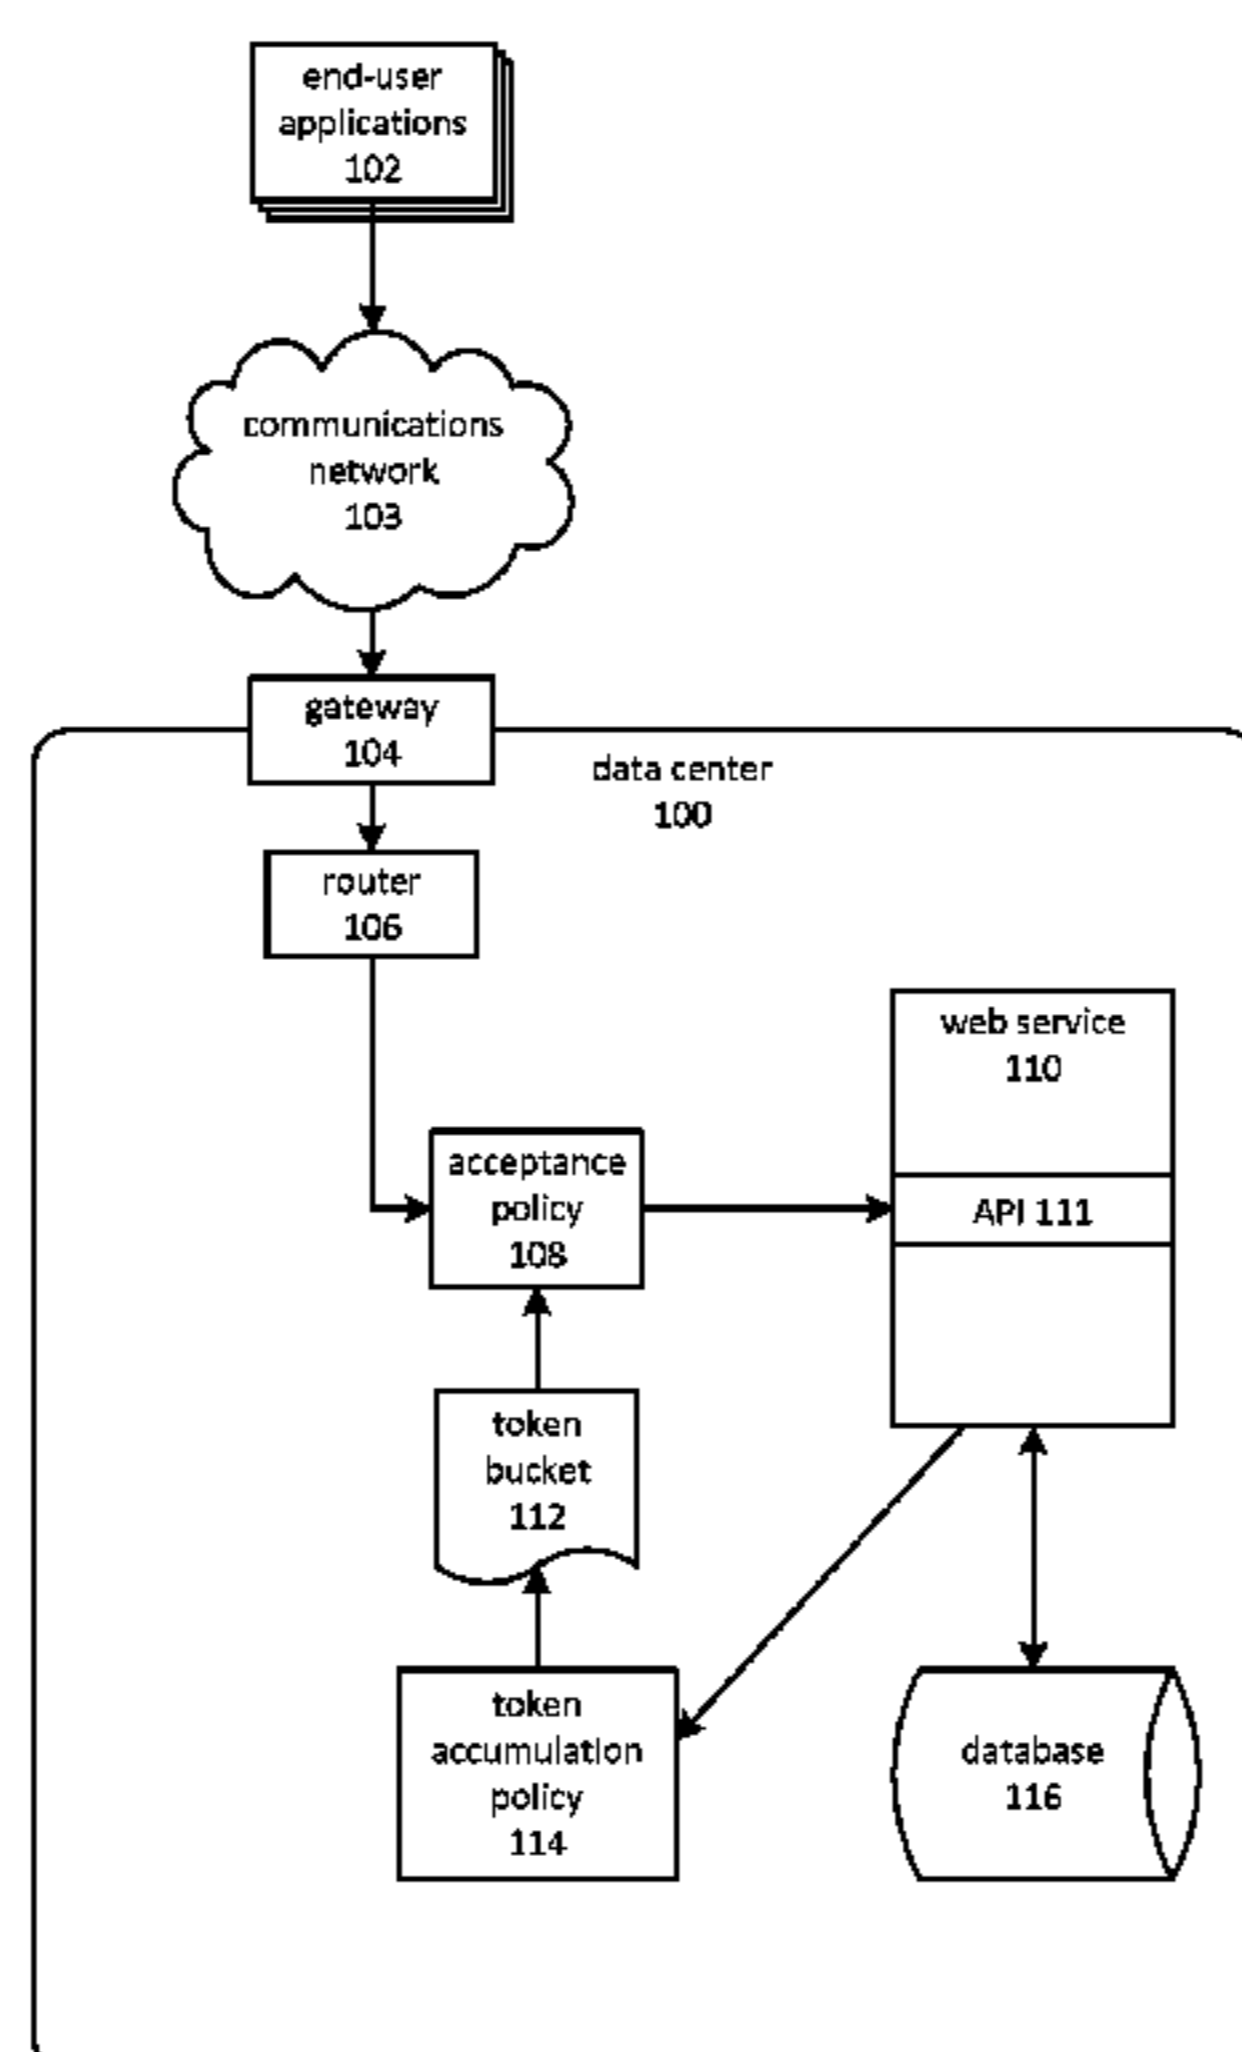 end-user
applications
102
communications
network
103
gateway
104
data center
100
router
106
web service
110
acceptance
policy
108
API 111
token
bucket
112
token
accumulation
policy
114
database
116